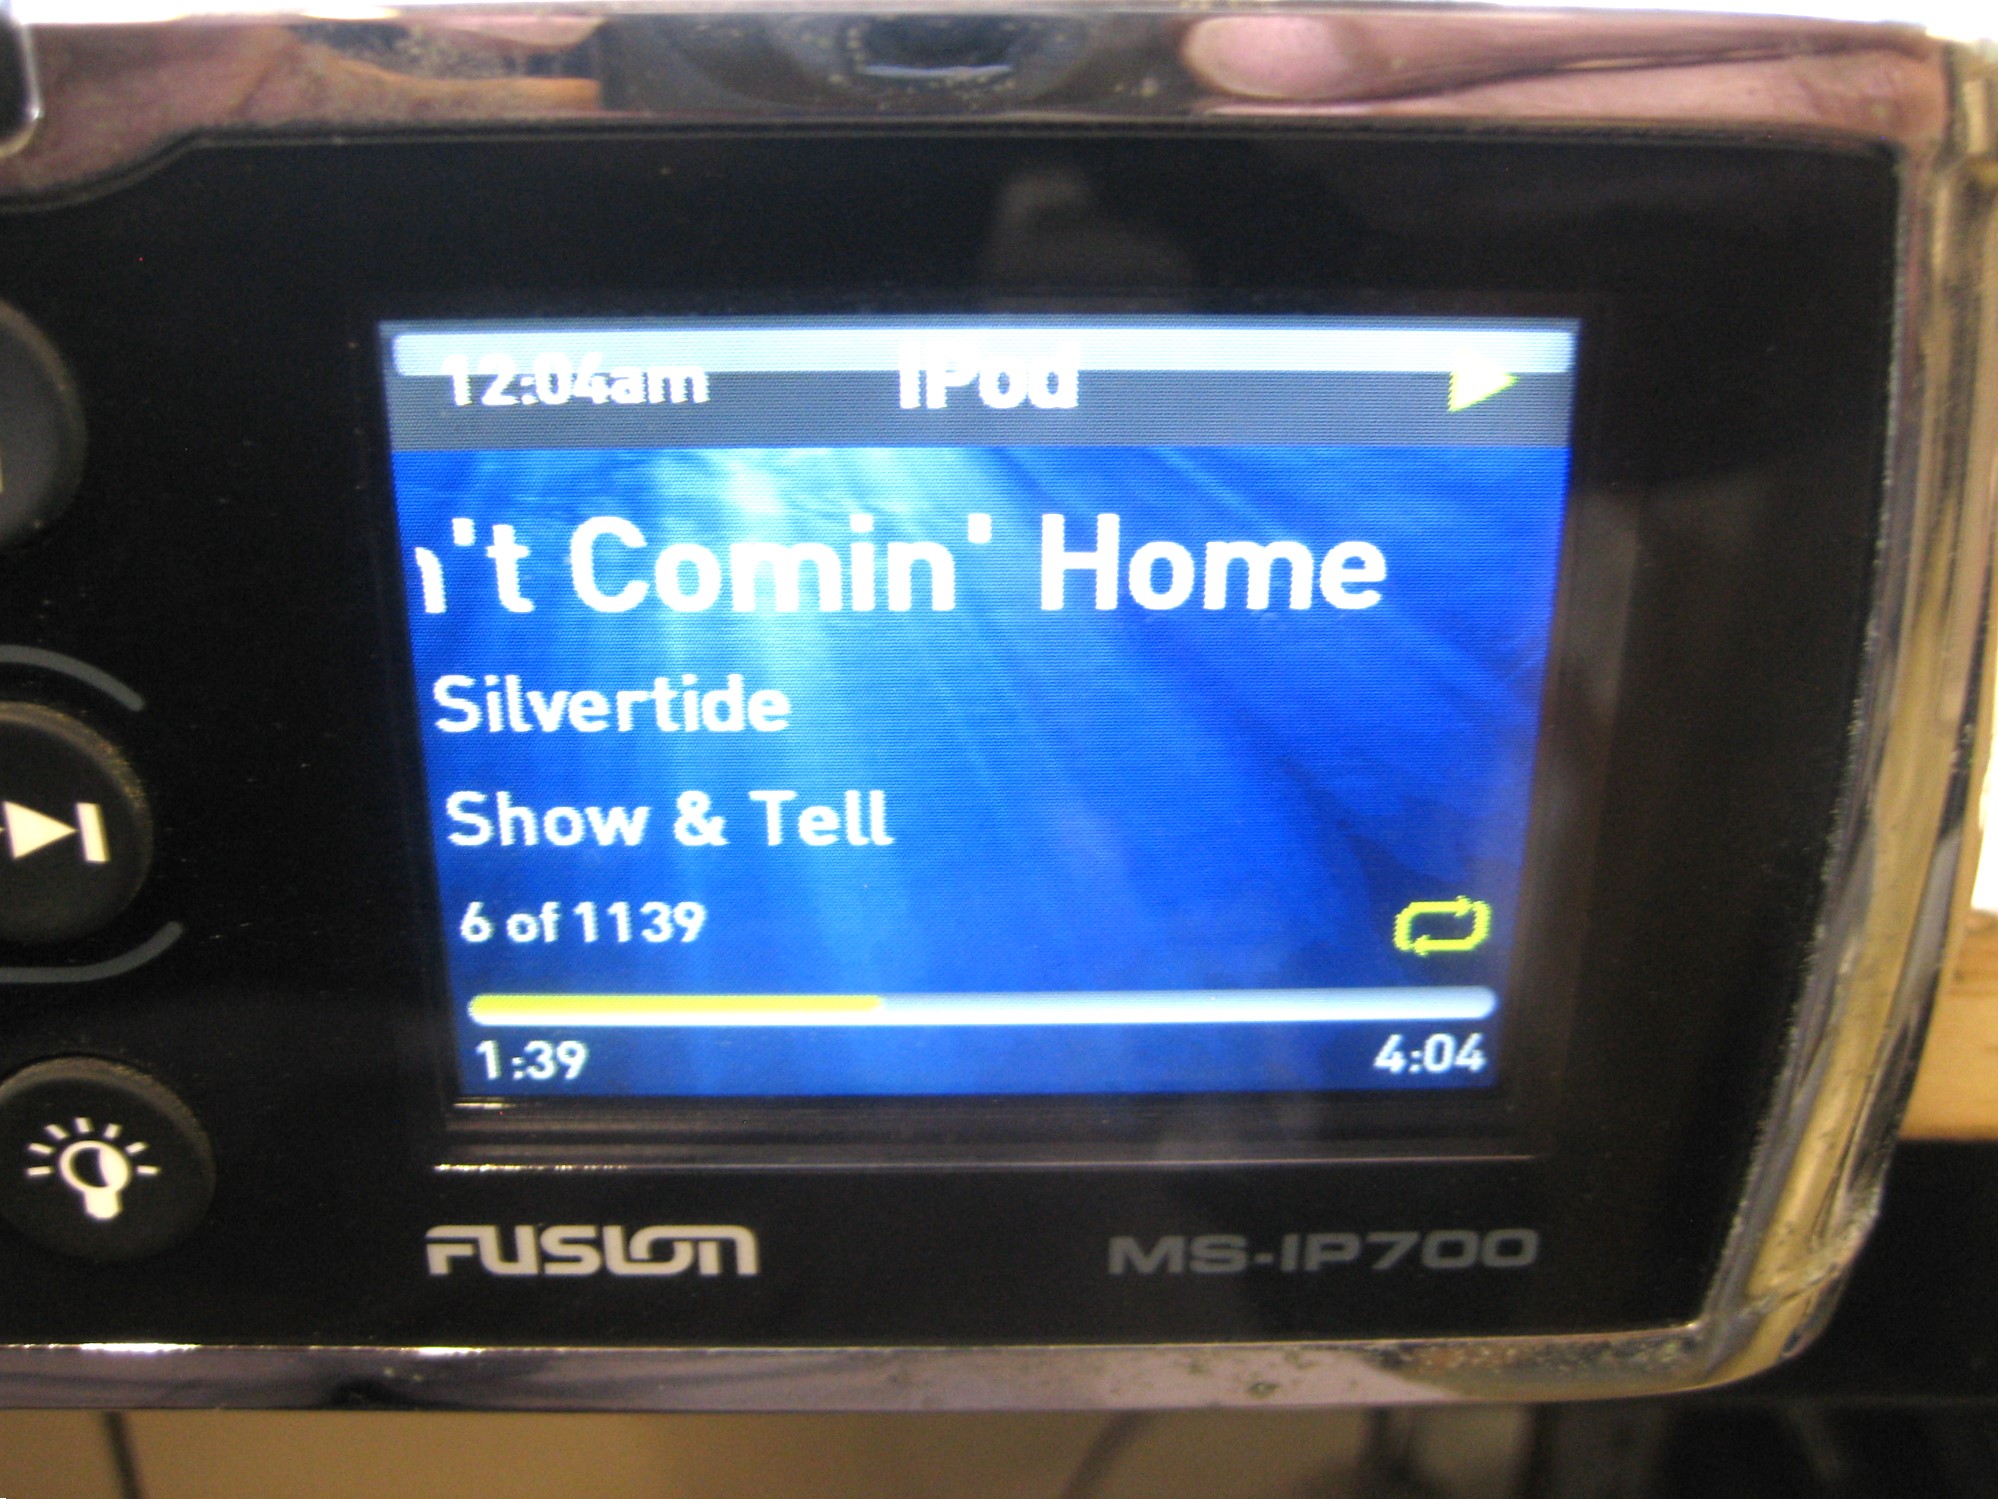 12:04am iPod
n't Comin' Home
Silvertide
Show & Tell
6 of 1139
1:39 4:04
FUSION MS-IP700